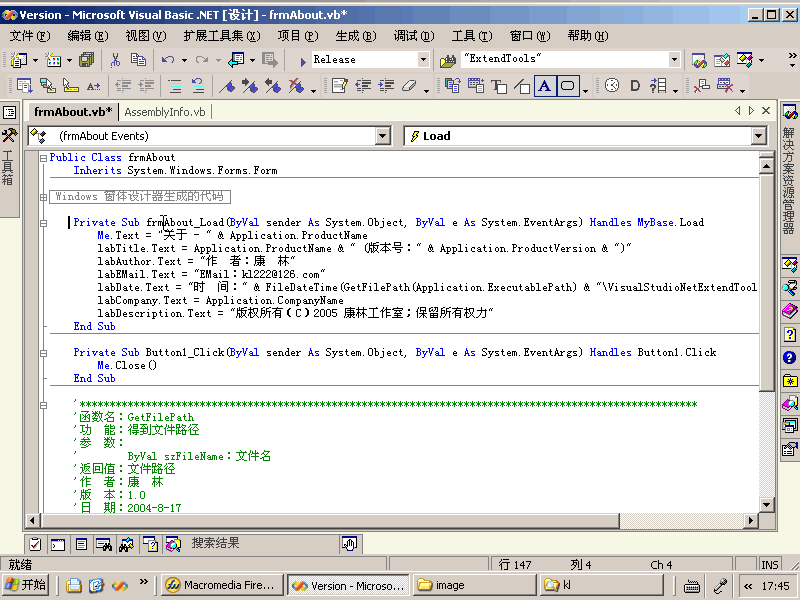 Version - Microsoft Visual Basic .NET [设计] - frmAbout.vb*
文件(F) 编辑(E) 视图(V) 扩展工具集(X) 项目(P) 生成(B) 调试(D) 工具(T) 窗口(W) 帮助(H)
Release "ExtendTools"
frmAbout.vb* AssemblyInfo.vb
(frmAbout Events) Load
工具箱
解决方案资源管理器
Public Class frmAbout
Inherits System.Windows.Forms.Form
Windows 窗体设计器生成的代码
Private Sub frmAbout_Load(ByVal sender As System.Object, ByVal e As System.EventArgs) Handles MyBase.Load
Me.Text = "关于 - " & Application.ProductName
labTitle.Text = Application.ProductName & " (版本号：" & Application.ProductVersion & ")"
labAuthor.Text = "作　者：康　林"
labEMail.Text = "EMail：kl222@126.com"
labDate.Text = "时　间：" & FileDateTime(GetFilePath(Application.ExecutablePath) & "\VisualStudioNetExtendTool
labCompany.Text = Application.CompanyName
labDescription.Text = "版权所有（C）2005 康林工作室；保留所有权力"
End Sub
Private Sub Button1_Click(ByVal sender As System.Object, ByVal e As System.EventArgs) Handles Button1.Click
Me.Close()
End Sub
'*******************************************************************************************************
'函数名：GetFilePath
'功　能：得到文件路径
'参　数：
'        ByVal szFileName：文件名
'返回值：文件路径
'作　者：康　林
'版　本：1.0
'日　期：2004-8-17
搜索结果
就绪 行 147 列 4 Ch 4 INS
开始 Macromedia Fire... Version - Microso... image kl 17:45